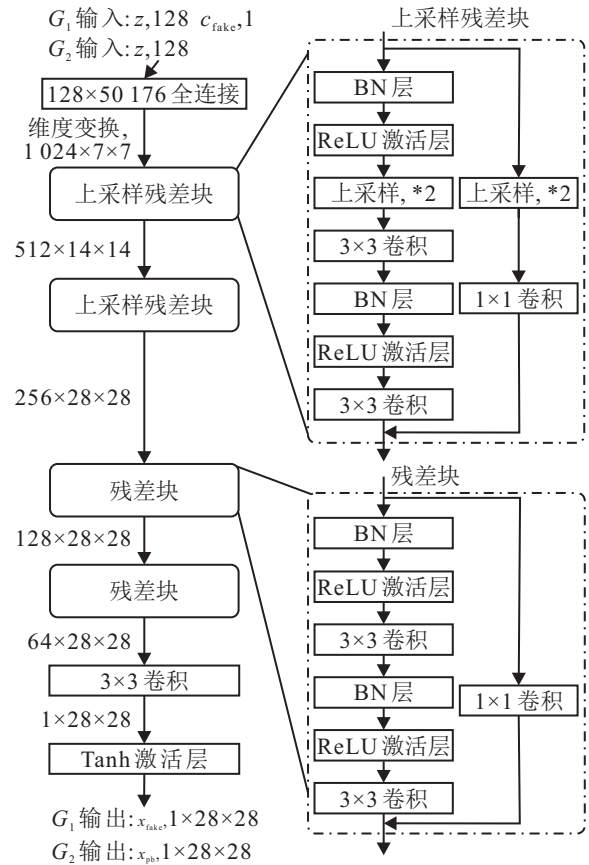 G₁ 输入: z,128 c_fake,1
G₂ 输入: z,128
128×50 176 全连接
维度变换,
1 024×7×7
上采样残差块
512×14×14
上采样残差块
256×28×28
残差块
128×28×28
残差块
64×28×28
3×3 卷积
1×28×28
Tanh 激活层
G₁ 输出: x_fake,1×28×28
G₂ 输出: x_pb,1×28×28
上采样残差块
BN 层
ReLU 激活层
上采样, *2
上采样, *2
3×3 卷积
BN 层
1×1 卷积
ReLU 激活层
3×3 卷积
残差块
BN 层
ReLU 激活层
3×3 卷积
BN 层
1×1 卷积
ReLU 激活层
3×3 卷积